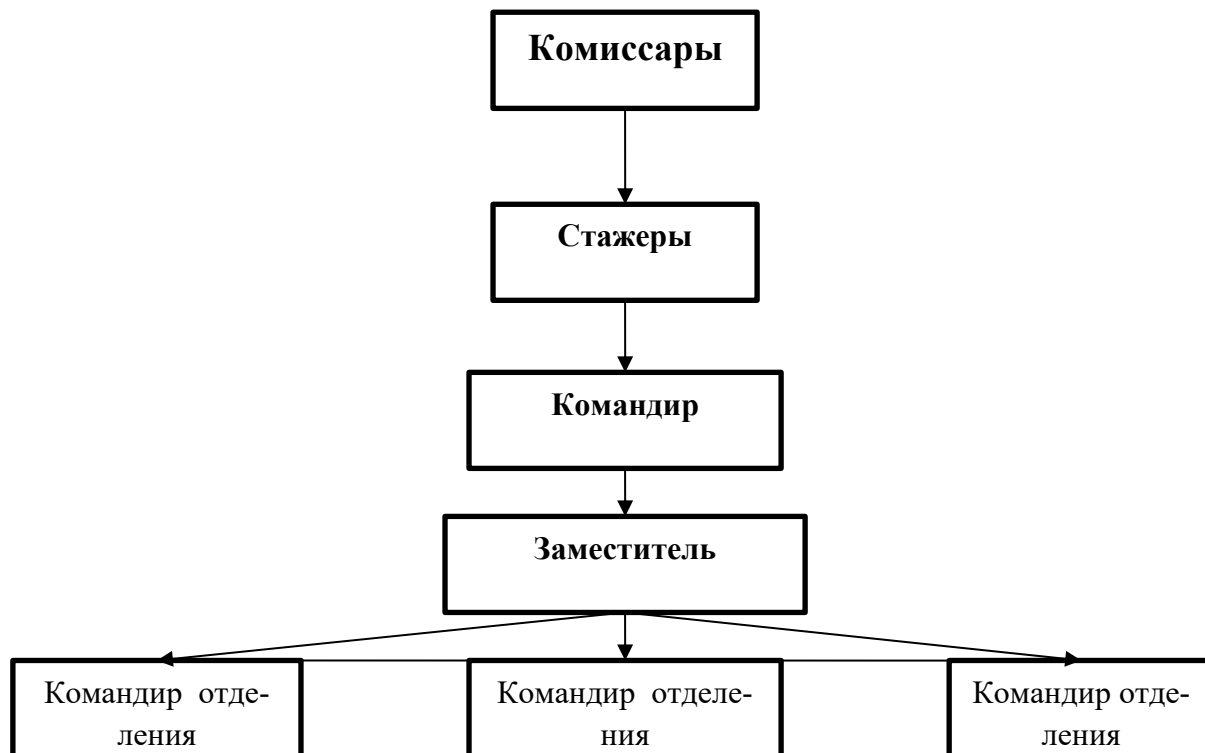 Комиссары
Стажеры
Командир
Заместитель
Командир отде-
ления
Командир отделе-
ния
Командир отде-
ления